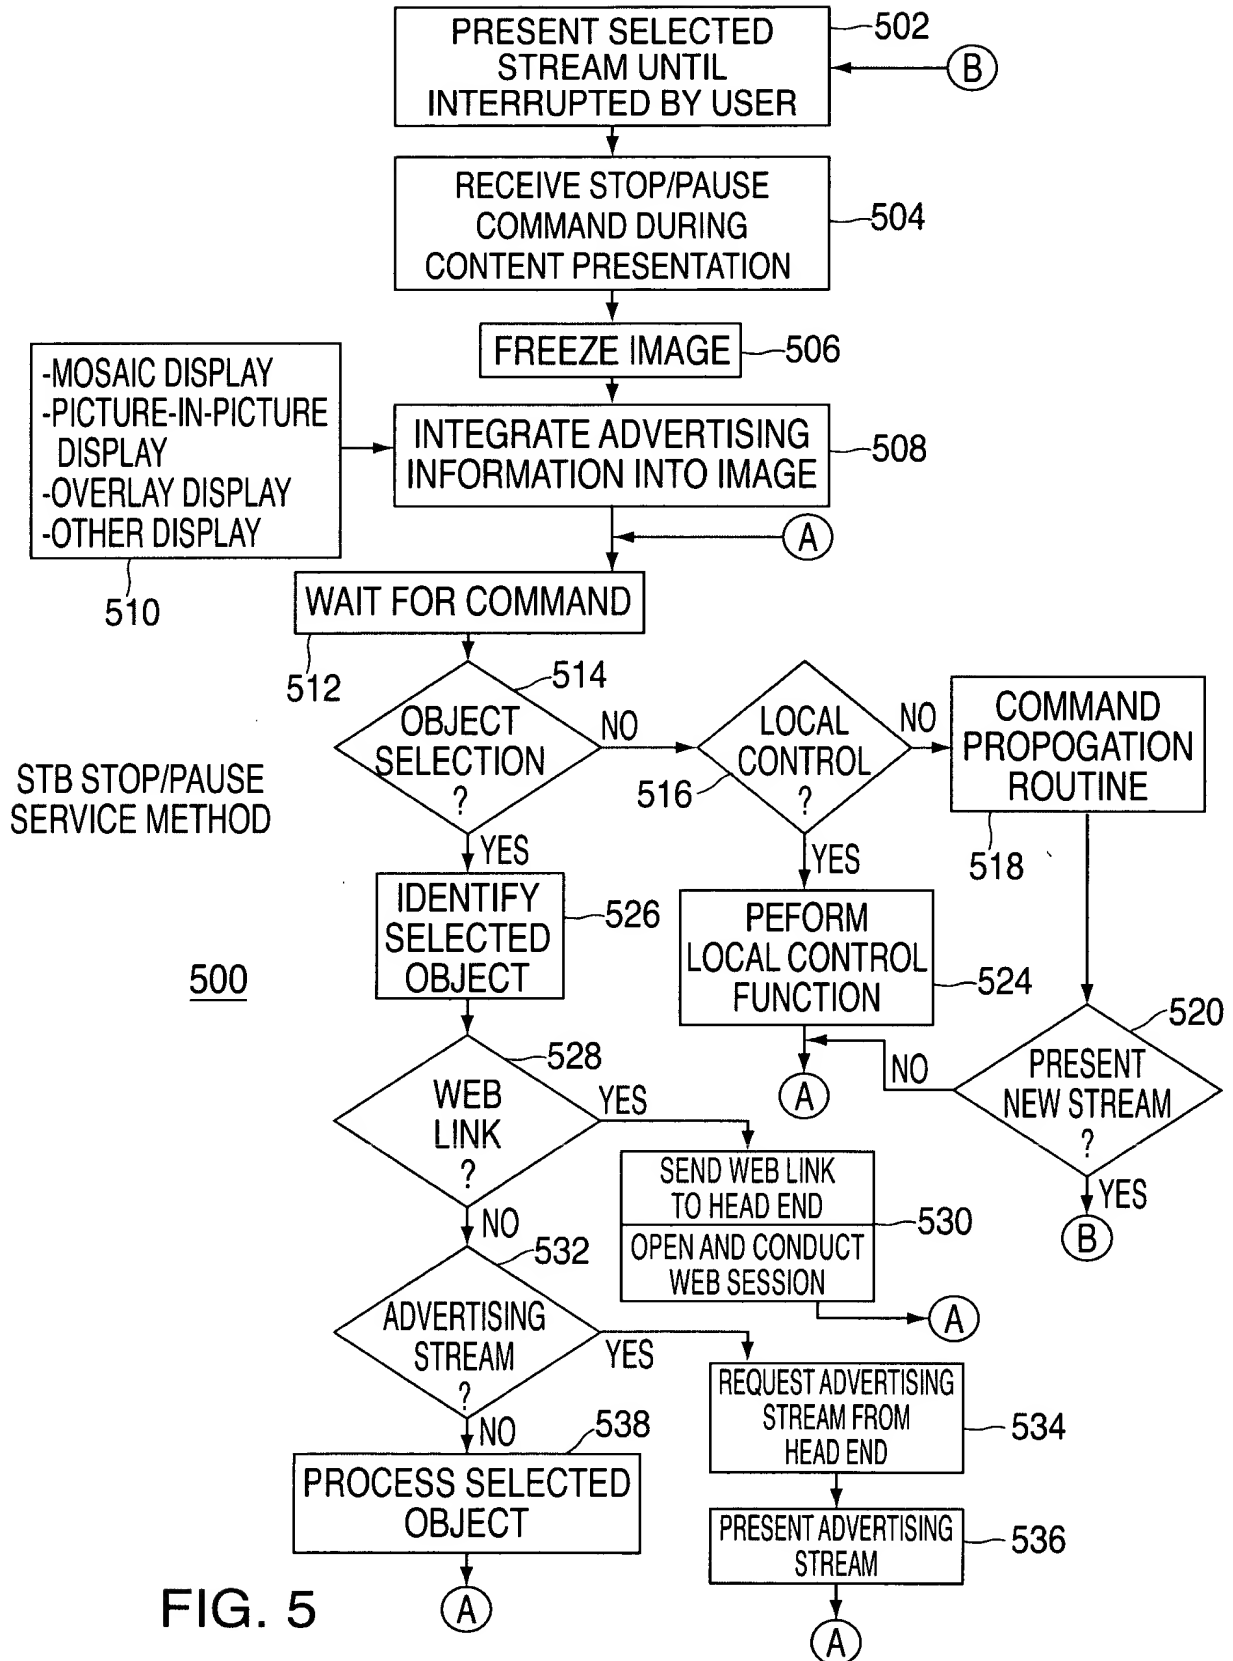 PRESENT SELECTED
STREAM UNTIL
INTERRUPTED BY USER
502
B
RECEIVE STOP/PAUSE
COMMAND DURING
CONTENT PRESENTATION
504
FREEZE IMAGE
506
-MOSAIC DISPLAY
-PICTURE-IN-PICTURE
DISPLAY
-OVERLAY DISPLAY
-OTHER DISPLAY
510
INTEGRATE ADVERTISING
INFORMATION INTO IMAGE
508
A
WAIT FOR COMMAND
512
OBJECT
SELECTION
?
514
NO
YES
LOCAL
CONTROL
?
516
NO
YES
COMMAND
PROPOGATION
ROUTINE
518
STB STOP/PAUSE
SERVICE METHOD
500
IDENTIFY
SELECTED
OBJECT
526
PEFORM
LOCAL CONTROL
FUNCTION
524
A
PRESENT
NEW STREAM
?
520
NO
YES
B
WEB
LINK
?
528
YES
NO
SEND WEB LINK
TO HEAD END
OPEN AND CONDUCT
WEB SESSION
530
A
ADVERTISING
STREAM
?
532
YES
NO
REQUEST ADVERTISING
STREAM FROM
HEAD END
534
PROCESS SELECTED
OBJECT
538
A
PRESENT ADVERTISING
STREAM
536
A
FIG. 5